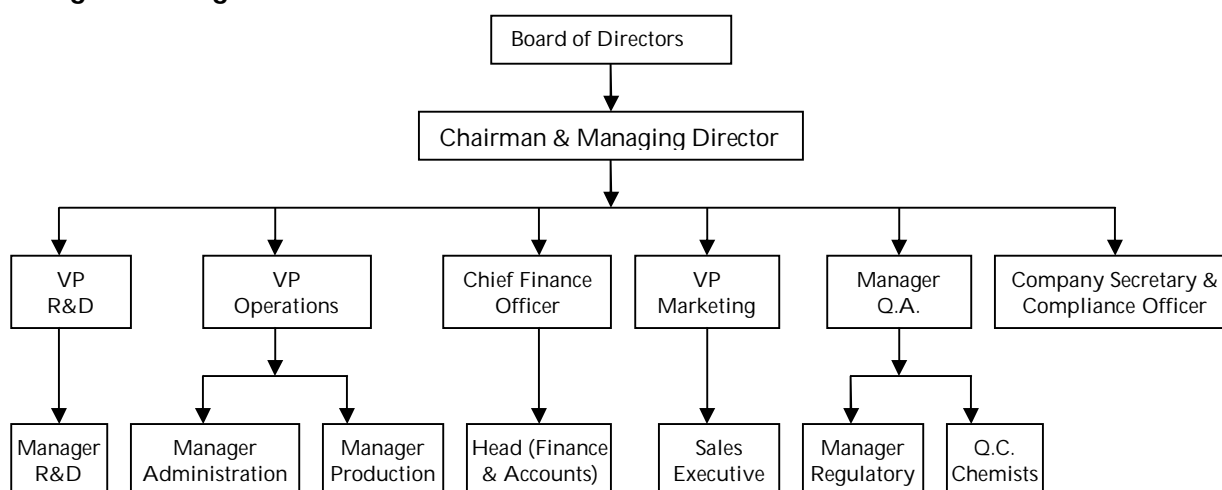 Board of Directors
Chairman & Managing Director
VP
R&D
VP
Operations
Chief Finance
Officer
VP
Marketing
Manager
Q.A.
Company Secretary &
Compliance Officer
Manager
R&D
Manager
Administration
Manager
Production
Head (Finance
& Accounts)
Sales
Executive
Manager
Regulatory
Q.C.
Chemists